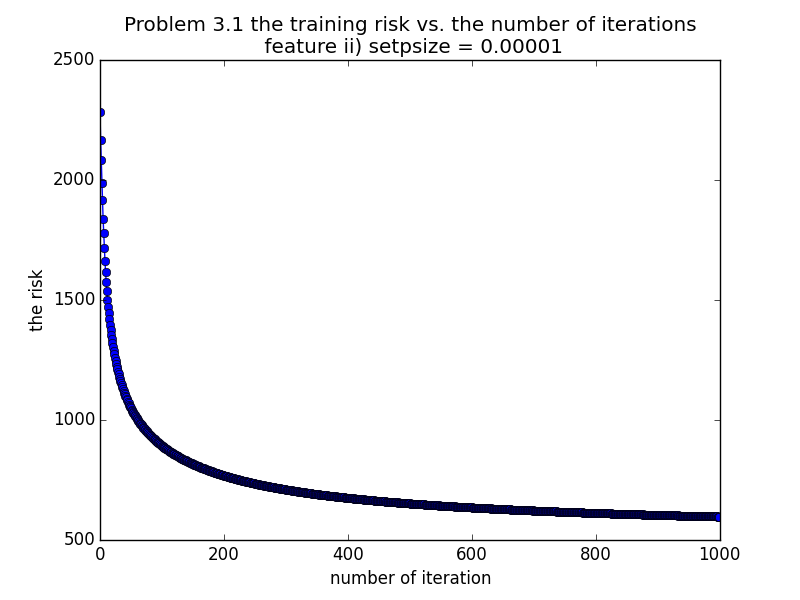 Problem 3.1 the training risk vs. the number of iterations
feature ii) setpsize = 0.00001
2500
2000
1500
1000
500
the risk
0
200
400
600
800
1000
number of iteration